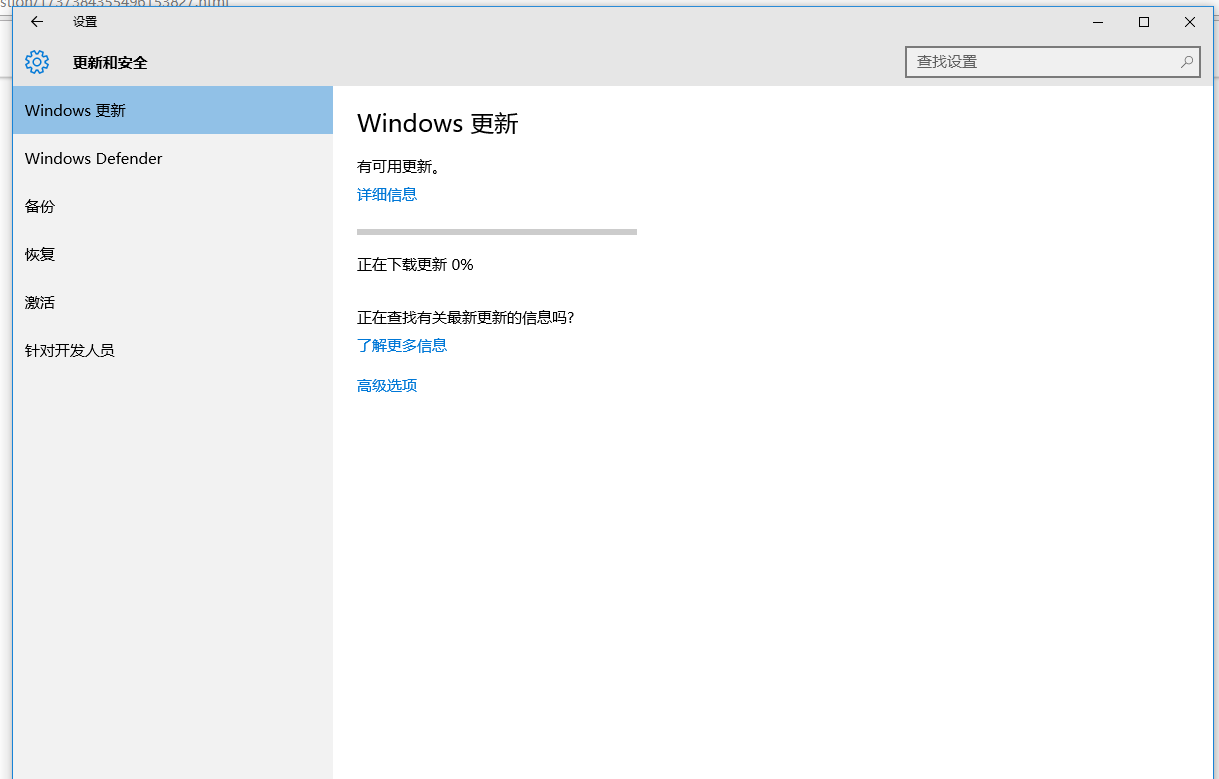 设置
更新和安全
查找设置
Windows 更新
Windows Defender
备份
恢复
激活
针对开发人员
Windows 更新
有可用更新。
详细信息
正在下载更新 0%
正在查找有关最新更新的信息吗?
了解更多信息
高级选项